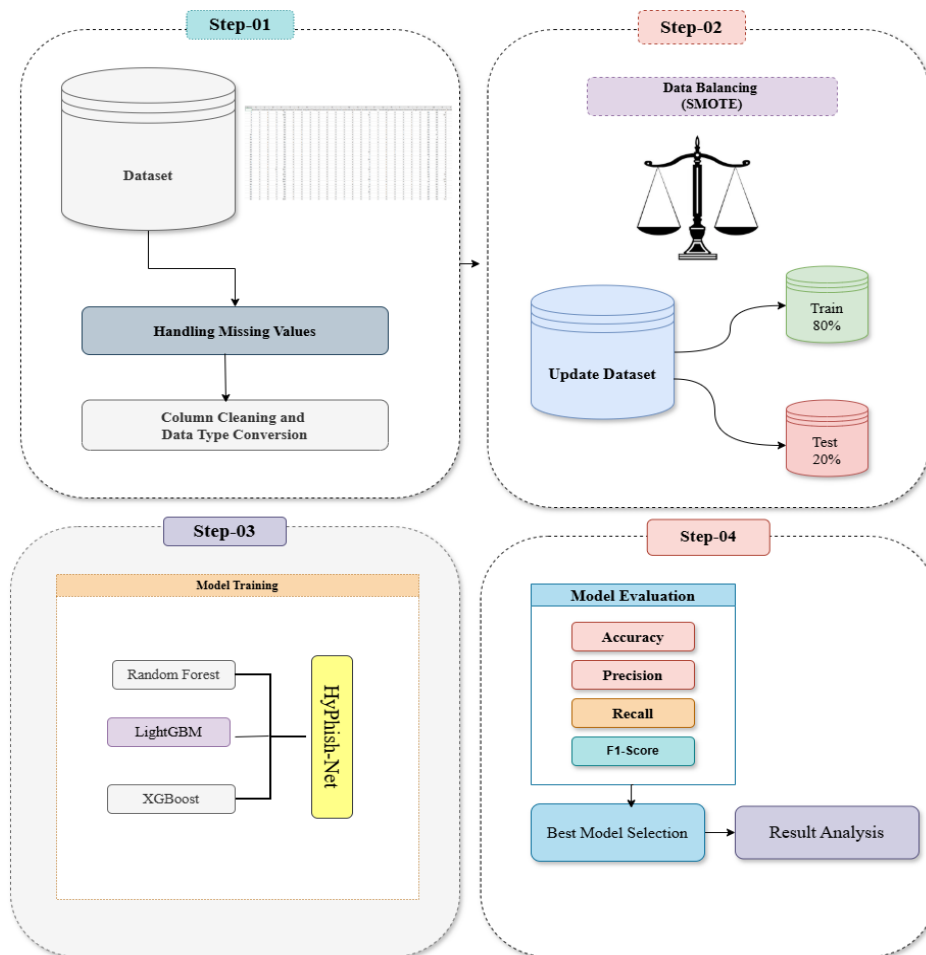 Step-01
Dataset
Handling Missing Values
Column Cleaning and
Data Type Conversion
Step-02
Data Balancing
(SMOTE)
Update Dataset
Train
80%
Test
20%
Step-03
Model Training
Random Forest
LightGBM
XGBoost
HyPhish-Net
Step-04
Model Evaluation
Accuracy
Precision
Recall
F1-Score
Best Model Selection
Result Analysis